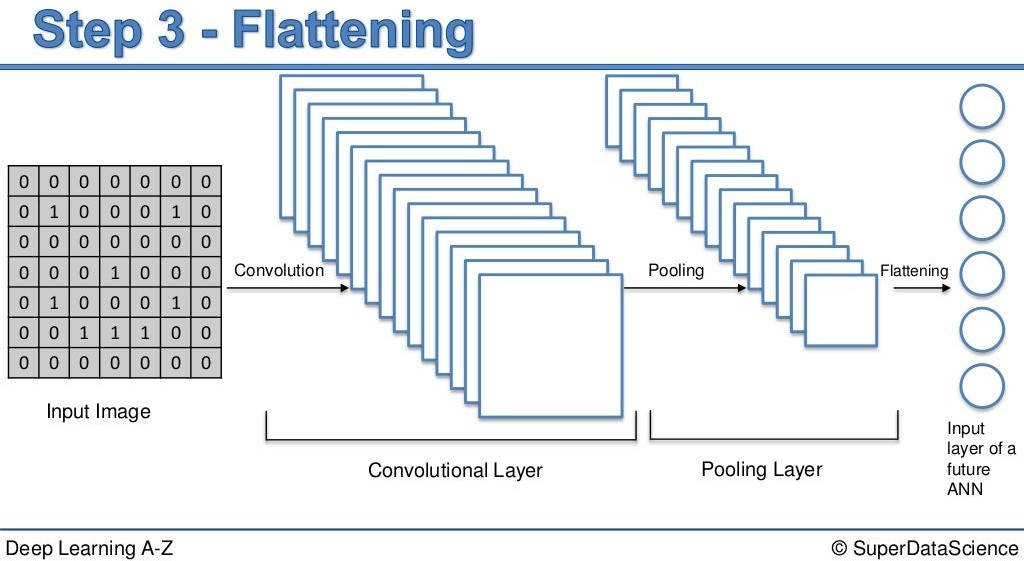 Step 3 - Flattening
0 0 0 0 0 0 0
0 1 0 0 0 1 0
0 0 0 0 0 0 0
0 0 0 1 0 0 0
0 1 0 0 0 1 0
0 0 1 1 1 0 0
0 0 0 0 0 0 0
Input Image
Convolution
Pooling
Flattening
Convolutional Layer
Pooling Layer
Input
layer of a
future
ANN
Deep Learning A-Z
© SuperDataScience